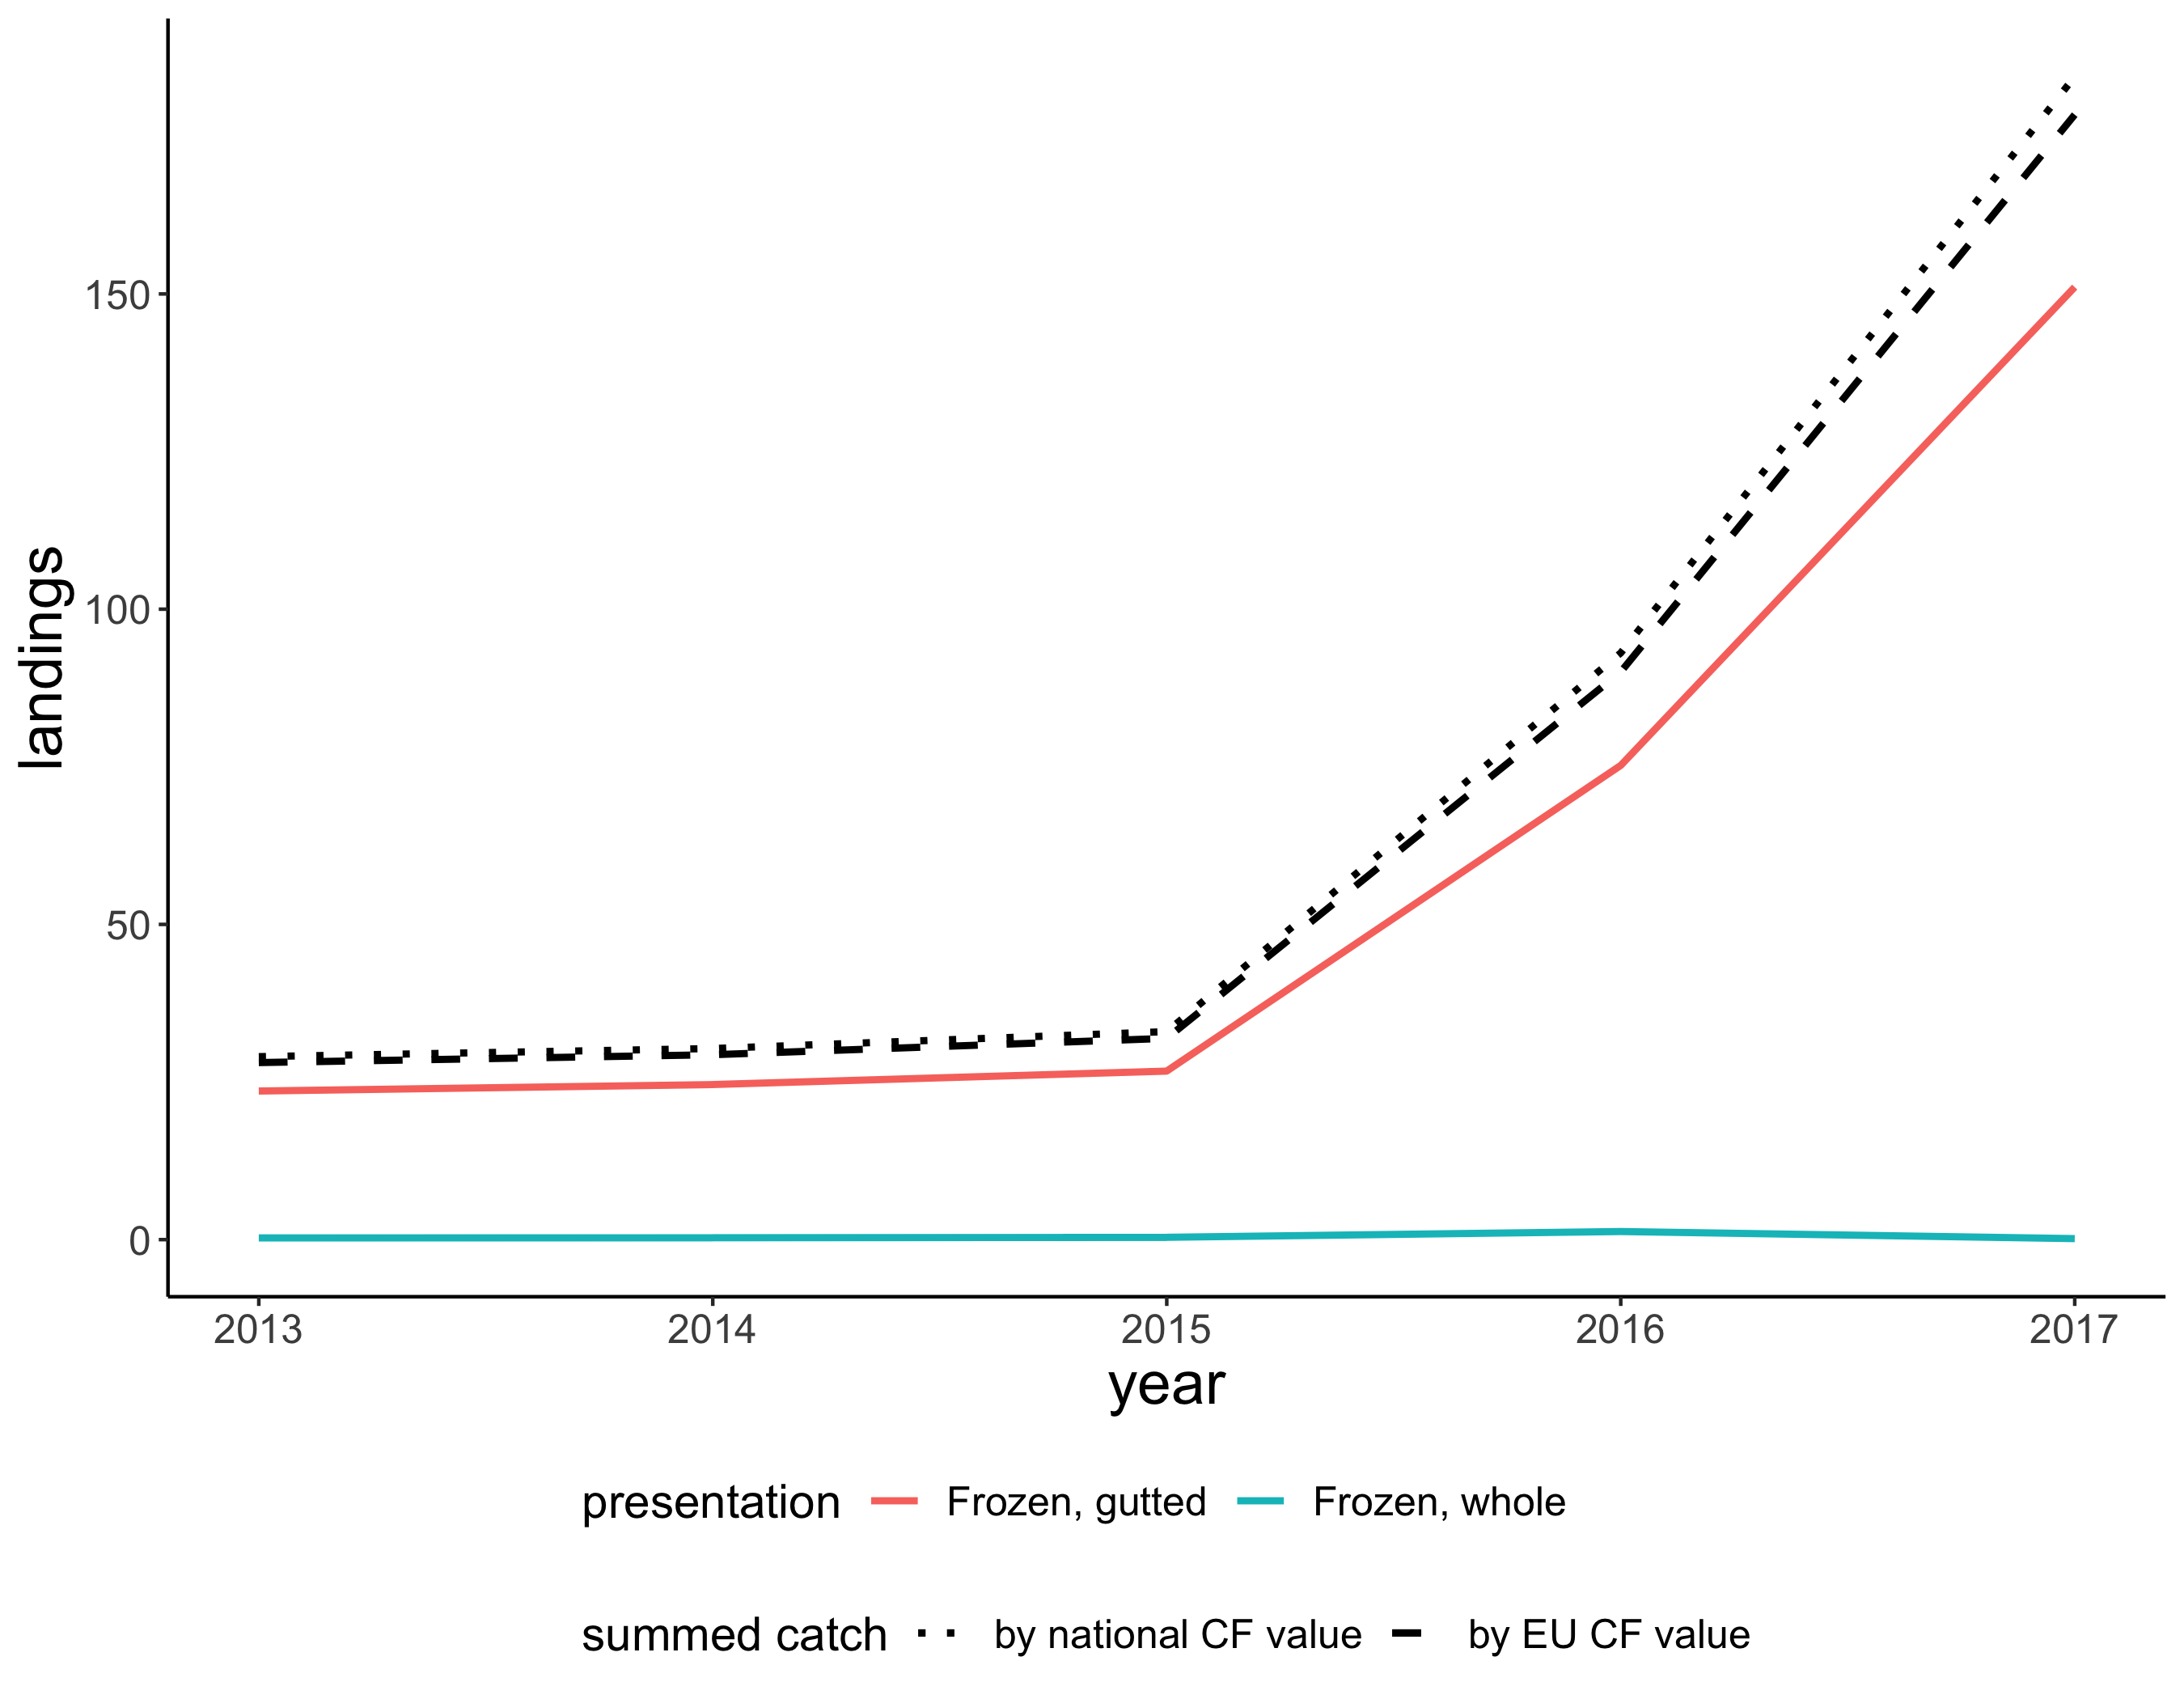 landings
150
100
50
0
2013 2014 2015 2016 2017
year
presentation Frozen, gutted Frozen, whole
summed catch by national CF value by EU CF value